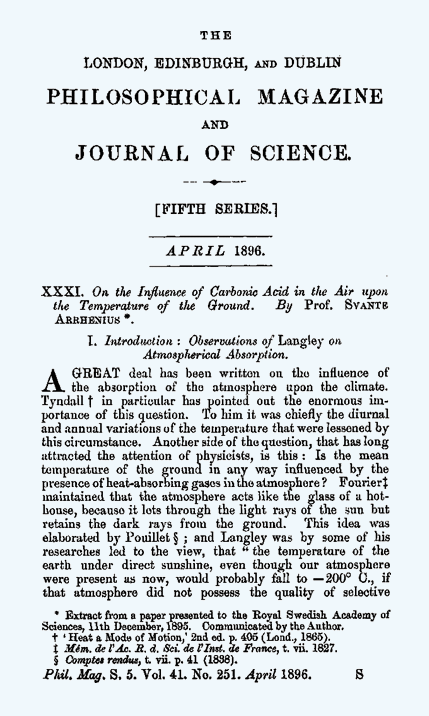 THE
LONDON, EDINBURGH, AND DUBLIN
PHILOSOPHICAL MAGAZINE
AND
JOURNAL OF SCIENCE.
[FIFTH SERIES.]
APRIL 1896.
XXXI. On the Influence of Carbonic Acid in the Air upon
the Temperature of the Ground. By Prof. SVANTE
ARRHENIUS *.
I. Introduction : Observations of Langley on
Atmospherical Absorption.
A GREAT deal has been written on the influence of
the absorption of the atmosphere upon the climate.
Tyndall † in particular has pointed out the enormous im-
portance of this question. To him it was chiefly the diurnal
and annual variations of the temperature that were lessened by
this circumstance. Another side of the question, that has long
attracted the attention of physicists, is this : Is the mean
temperature of the ground in any way influenced by the
presence of heat-absorbing gases in the atmosphere ? Fourier‡
maintained that the atmosphere acts like the glass of a hot-
house, because it lets through the light rays of the sun but
retains the dark rays from the ground. This idea was
elaborated by Pouillet § ; and Langley was by some of his
researches led to the view, that “ the temperature of the
earth under direct sunshine, even though our atmosphere
were present as now, would probably fall to −200° C., if
that atmosphere did not possess the quality of selective
* Extract from a paper presented to the Royal Swedish Academy of
Sciences, 11th December, 1895. Communicated by the Author.
† ‘ Heat a Mode of Motion,’ 2nd ed. p. 405 (Lond., 1865).
‡ Mém. de l’Ac. R. d. Sci. de l’Inst. de France, t. vii. 1827.
§ Comptes rendus, t. vii. p. 41 (1838).
Phil. Mag. S. 5. Vol. 41. No. 251. April 1896. S